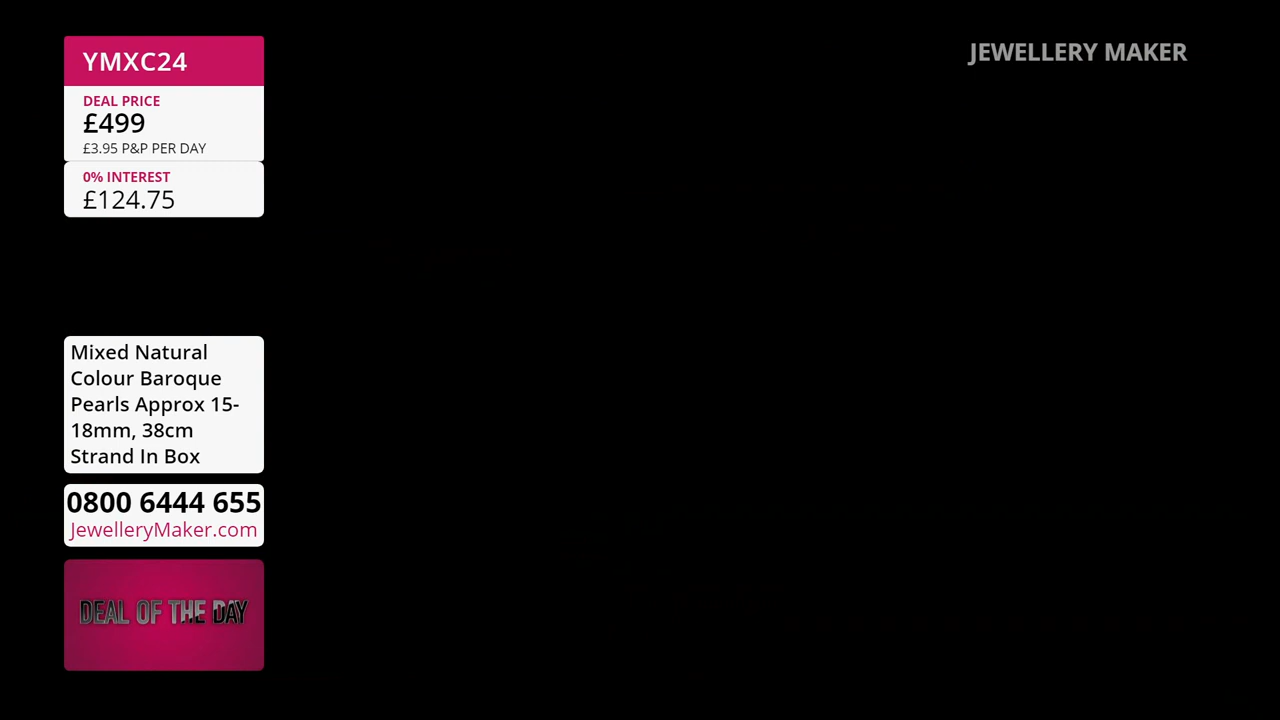 YMXC24
JEWELLERY MAKER
DEAL PRICE
£499
£3.95 P&P PER DAY
0% INTEREST
£124.75
Mixed Natural
Colour Baroque
Pearls Approx 15-
18mm, 38cm
Strand In Box
0800 6444 655
JewelleryMaker.com
DEAL OF THE DAY